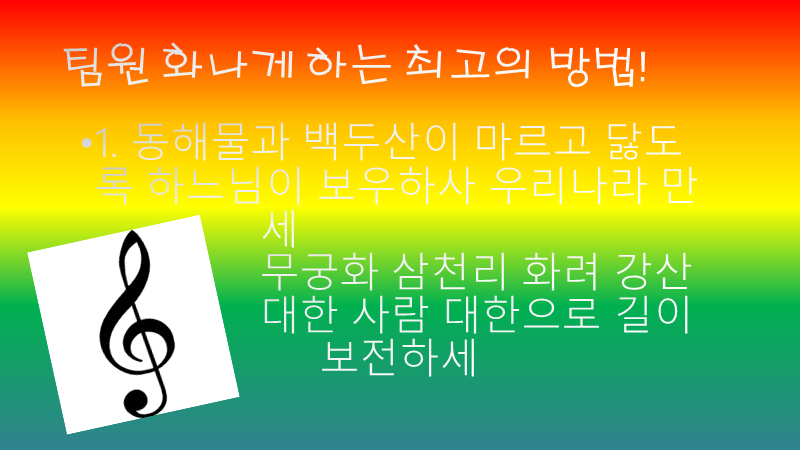 팀원 화나게 하는 최고의 방법!
•1. 동해물과 백두산이 마르고 닳도
록 하느님이 보우하사 우리나라 만
세
무궁화 삼천리 화려 강산
대한 사람 대한으로 길이
보전하세